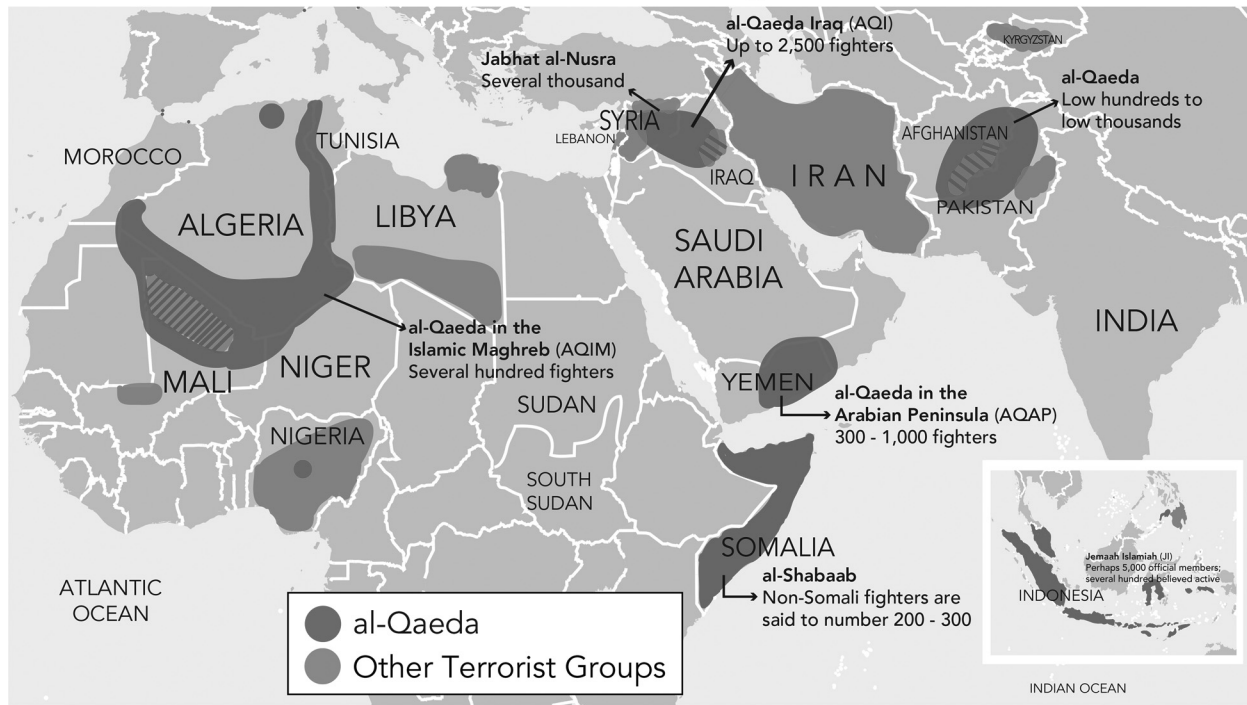 al-Qaeda Iraq (AQI)
Up to 2,500 fighters
KYRGYZSTAN
Jabhat al-Nusra
Several thousand
al-Qaeda
Low hundreds to
low thousands
SYRIA
LEBANON
AFGHANISTAN
TUNISIA
MOROCCO
IRAQ
IRAN
PAKISTAN
ALGERIA
LIBYA
SAUDI
ARABIA
INDIA
al-Qaeda in the
Islamic Maghreb (AQIM)
Several hundred fighters
NIGER
MALI
YEMEN
al-Qaeda in the
Arabian Peninsula (AQAP)
300 - 1,000 fighters
SUDAN
NIGERIA
SOUTH
SUDAN
SOMALIA
al-Shabaab
Non-Somali fighters are
said to number 200 - 300
Jemaah Islamiah (JI)
Perhaps 5,000 official members;
several hundred believed active
INDONESIA
ATLANTIC
OCEAN
al-Qaeda
Other Terrorist Groups
INDIAN OCEAN